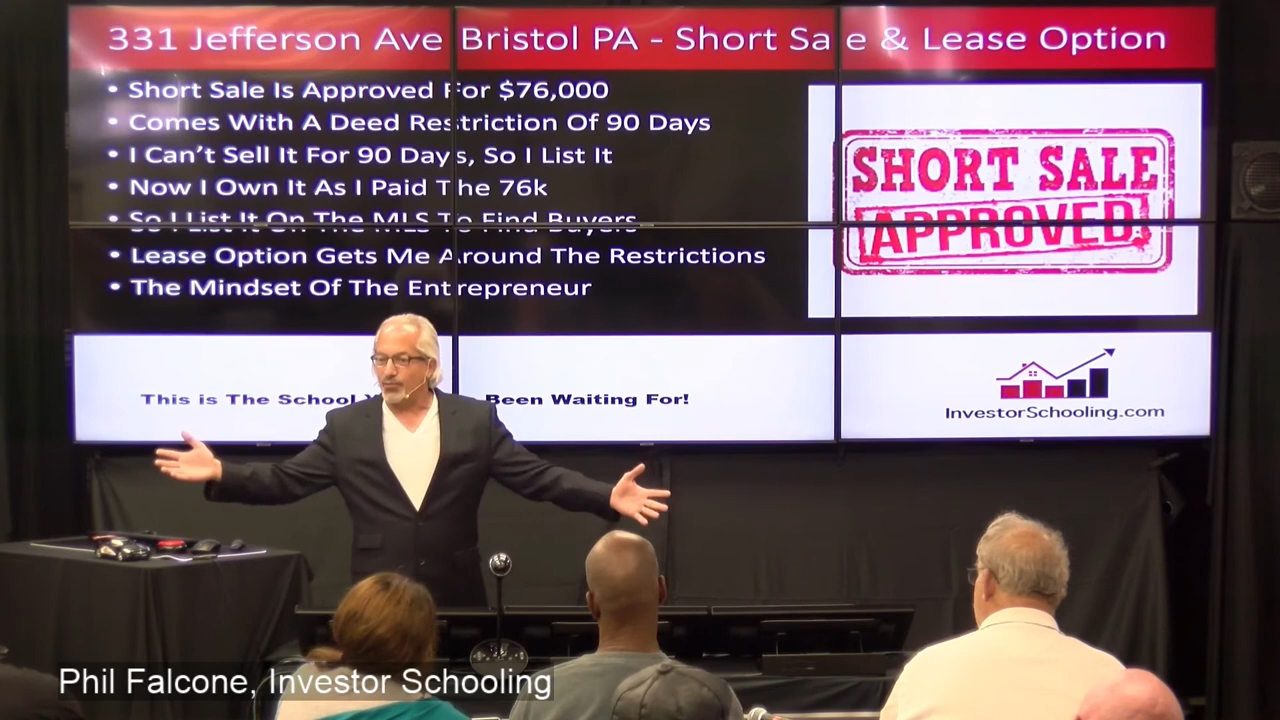 331 Jefferson Ave Bristol PA - Short Sale & Lease Option
• Short Sale Is Approved For $76,000
• Comes With A Deed Restriction Of 90 Days
• I Can't Sell It For 90 Days, So I List It
• Now I Own It As I Paid The 76k
• So I List It On The MLS To Find Buyers
• Lease Option Gets Me Around The Restrictions
• The Mindset Of The Entrepreneur
SHORT SALE
APPROVED
This is The School Been Waiting For!
InvestorSchooling.com
Phil Falcone, Investor Schooling